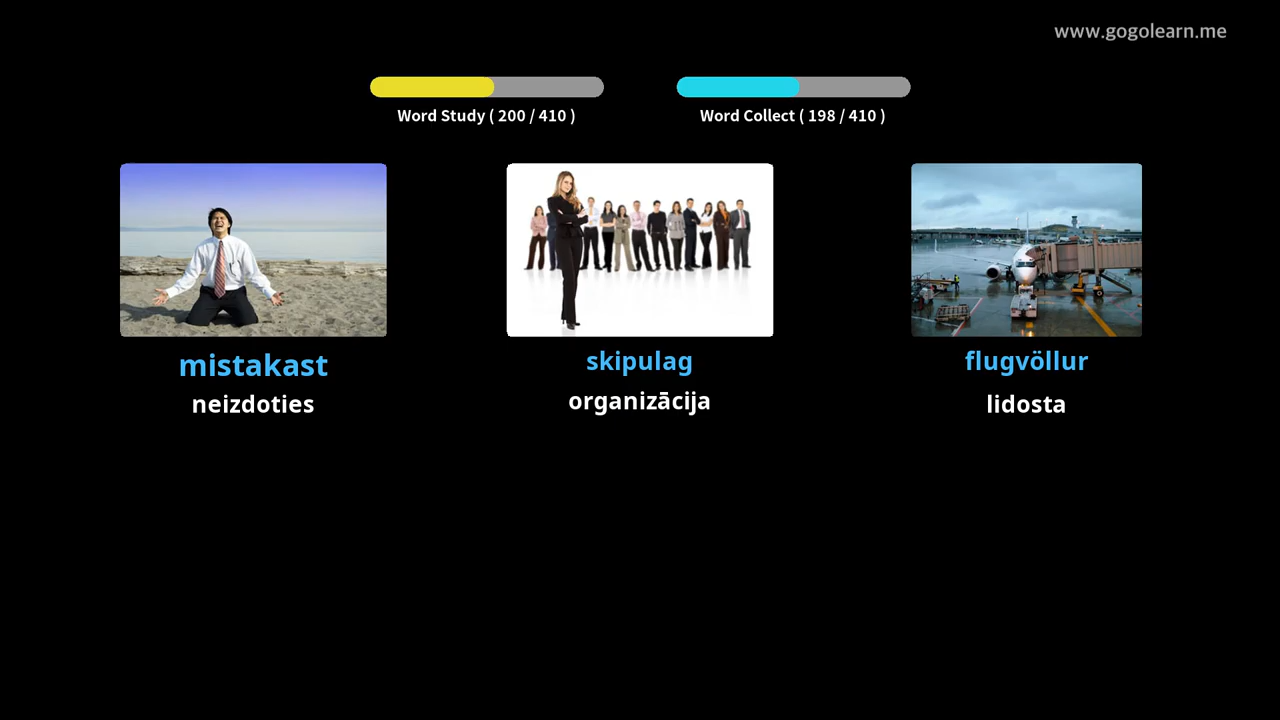 www.gogolearn.me
Word Study ( 200 / 410 )
Word Collect ( 198 / 410 )
mistakast
neizdoties
skipulag
organizācija
flugvöllur
lidosta